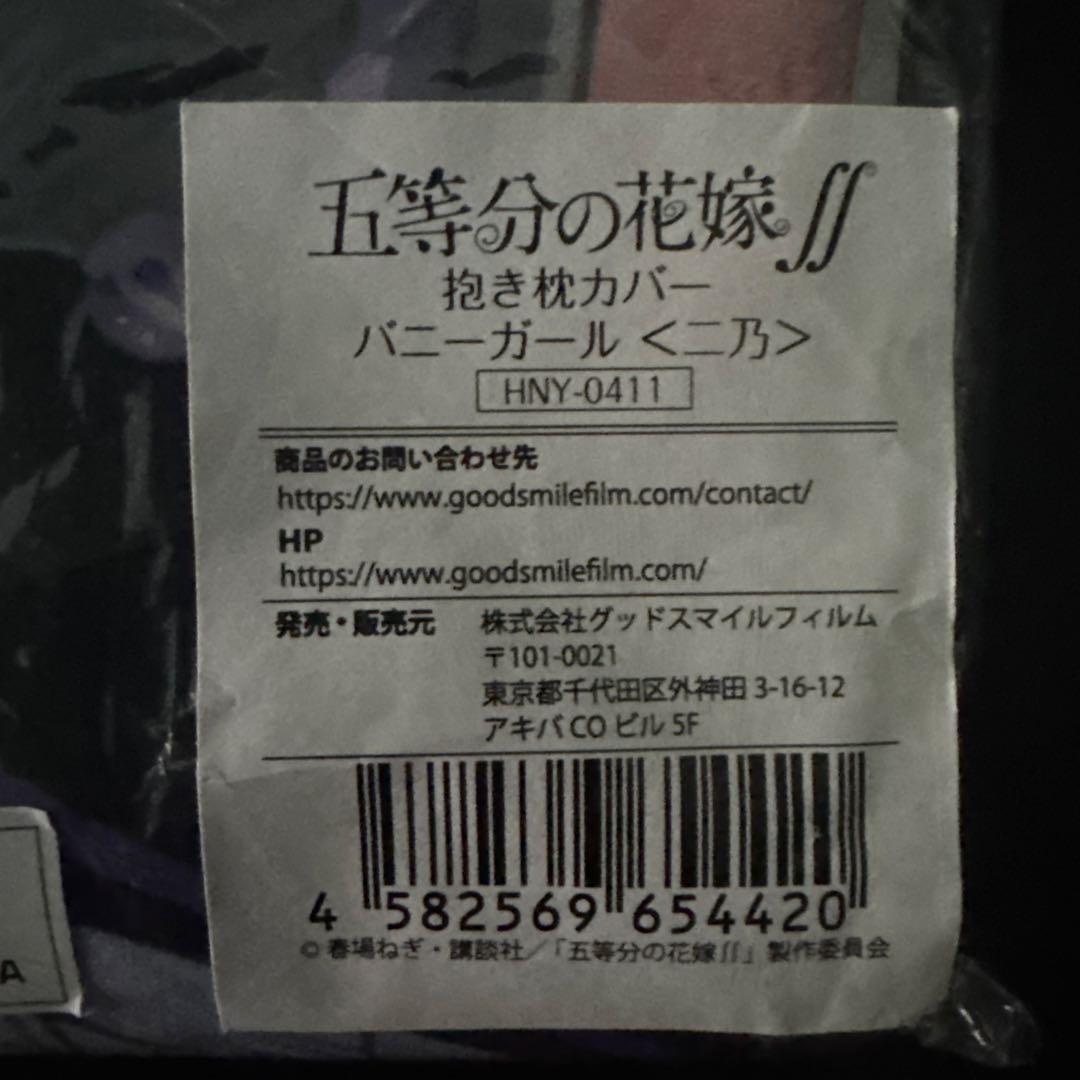 五等分の花嫁∬
抱き枕カバー
バニーガール <二乃>
HNY-0411
商品のお問い合わせ先
https://www.goodsmilefilm.com/contact/
HP
https://www.goodsmilefilm.com/
発売・販売元 株式会社グッドスマイルフィルム
〒101-0021
東京都千代田区外神田 3-16-12
アキバ CO ビル 5F
4 582569 654420
© 春場ねぎ・講談社/「五等分の花嫁∬」製作委員会
A